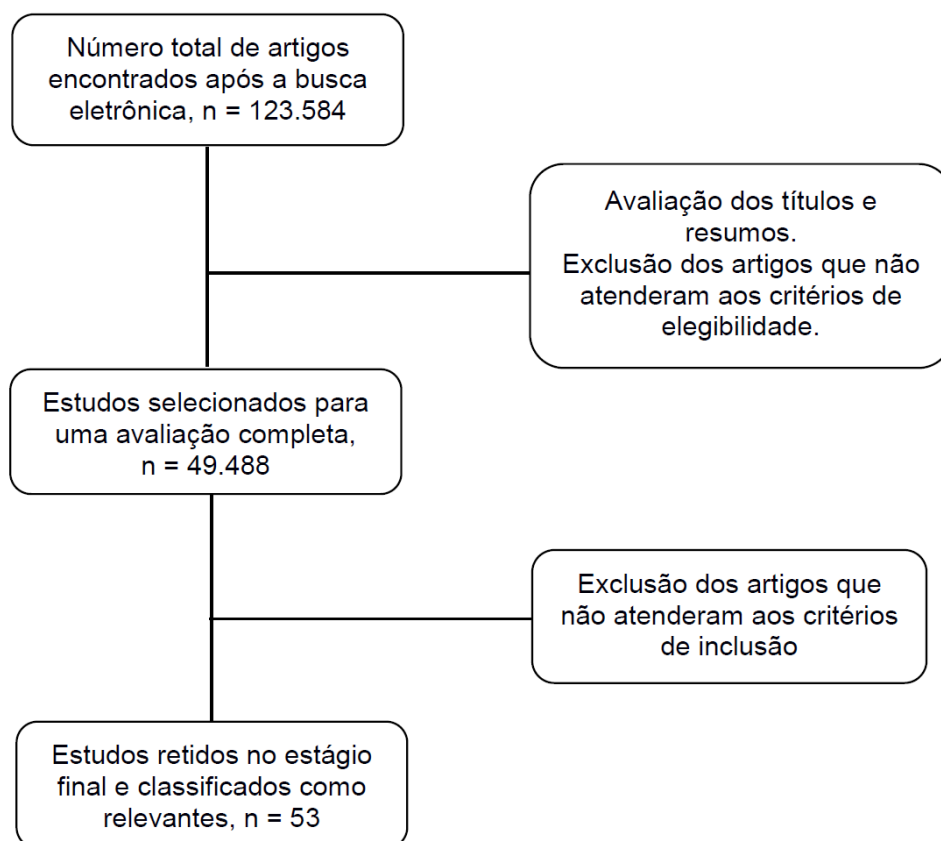 Número total de artigos
encontrados após a busca
eletrônica, n = 123.584
Avaliação dos títulos e
resumos.
Exclusão dos artigos que não
atenderam aos critérios de
elegibilidade.
Estudos selecionados para
uma avaliação completa,
n = 49.488
Exclusão dos artigos que
não atenderam aos critérios
de inclusão
Estudos retidos no estágio
final e classificados como
relevantes, n = 53